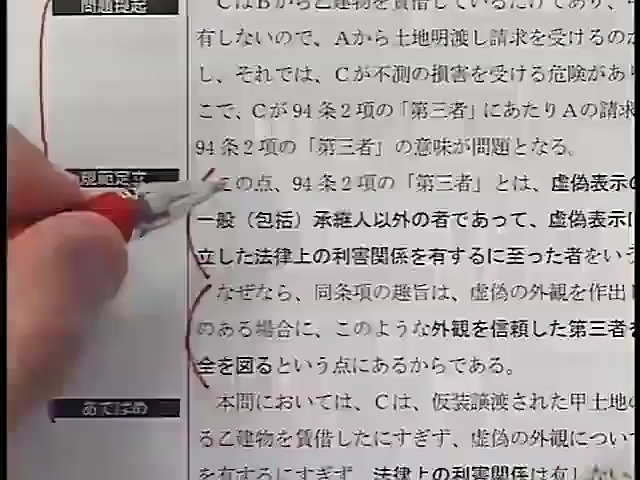 問題提起
CはBから乙建物を賃借しているだけであり、
有しないので、Aから土地明渡し請求を受けるのが
し、それでは、Cが不測の損害を受ける危険があり
こで、Cが94条2項の「第三者」にあたりAの請求
94条2項の「第三者」の意味が問題となる。
この点、94条2項の「第三者」とは、虚偽表示の
一般（包括）承継人以外の者であって、虚偽表示に
立した法律上の利害関係を有するに至った者をいう
なぜなら、同条項の趣旨は、虚偽の外観を作出し
のある場合に、このような外観を信頼した第三者を
全を図るという点にあるからである。
あてはめ
本問においては、Cは、仮装譲渡された甲土地の
る乙建物を賃借したにすぎず、虚偽の外観につい
を有するにすぎず、法律上の利害関係は有しない